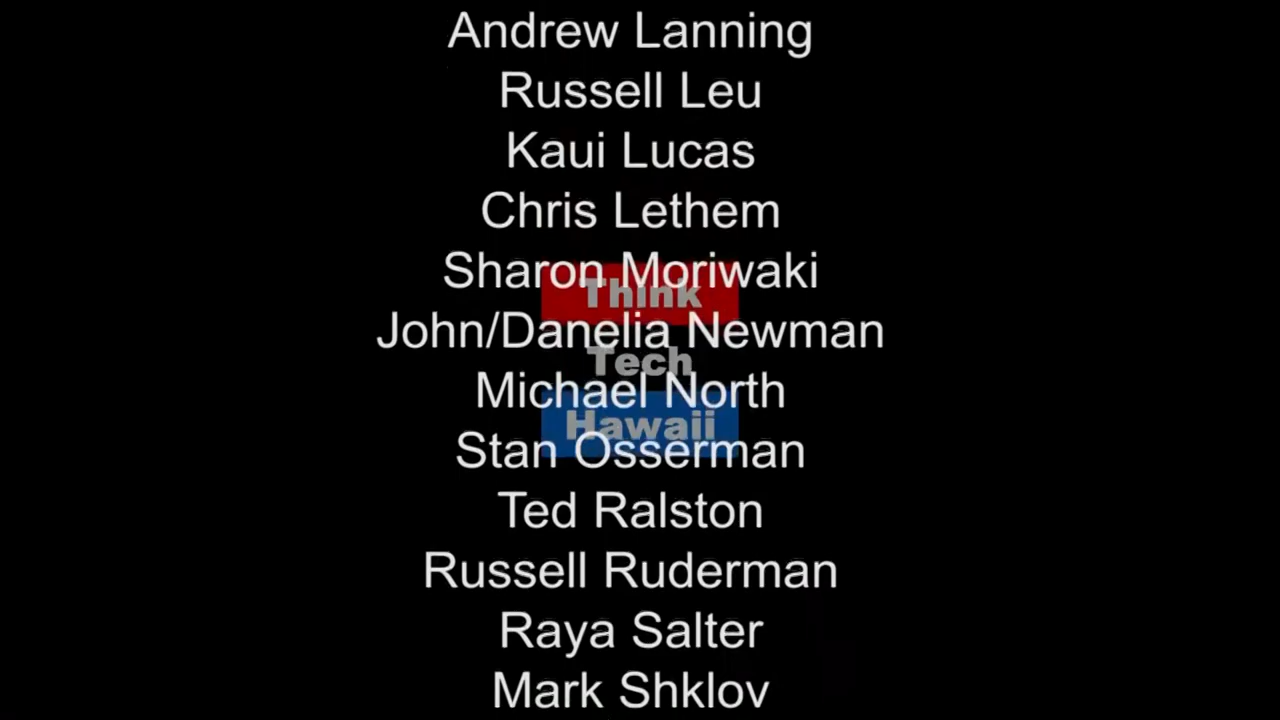 Andrew Lanning
Russell Leu
Kaui Lucas
Chris Lethem
Sharon Moriwaki
Think
John/Danelia Newman
Tech
Michael North
Hawaii
Stan Osserman
Ted Ralston
Russell Ruderman
Raya Salter
Mark Shklov